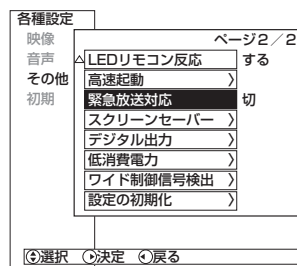 各種設定
映像
音声
その他
初期
ページ2／2
△LEDリモコン反応 する
高速起動 〉
緊急放送対応 切
スクリーンセーバー 〉
デジタル出力 〉
低消費電力 〉
ワイド制御信号検出 〉
設定の初期化 〉
選択 決定 戻る